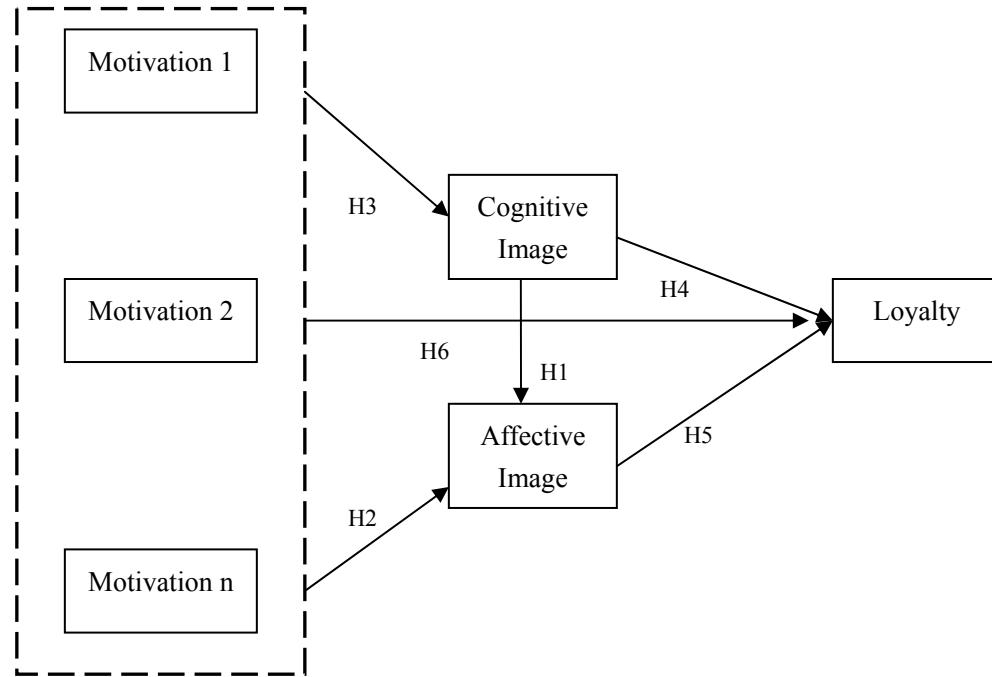 Motivation 1
H3
Cognitive
Image
H4
Motivation 2
Loyalty
H6
H1
Affective
Image
H5
H2
Motivation n